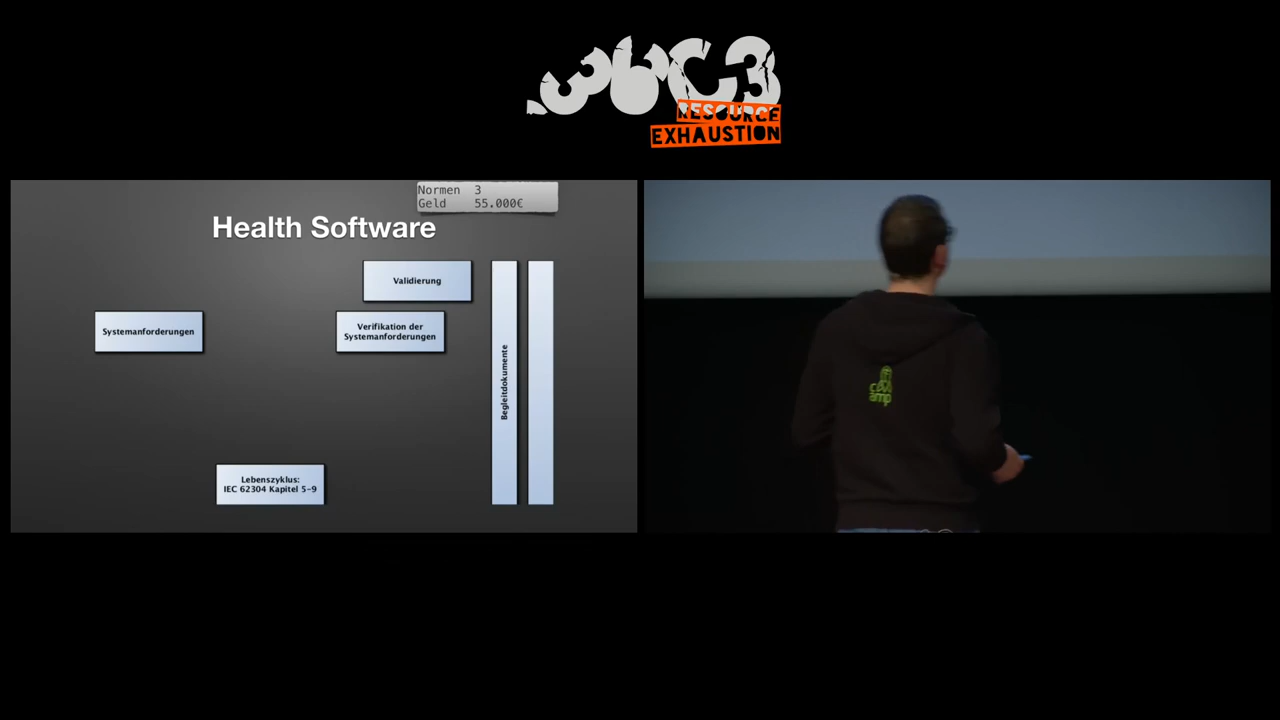 36C3
RESOURCE
EXHAUSTION
Normen 3
Geld 55.000€
Health Software
Validierung
Systemanforderungen
Verifikation der
Systemanforderungen
Begleitdokumente
Lebenszyklus:
IEC 62304 Kapitel 5-9